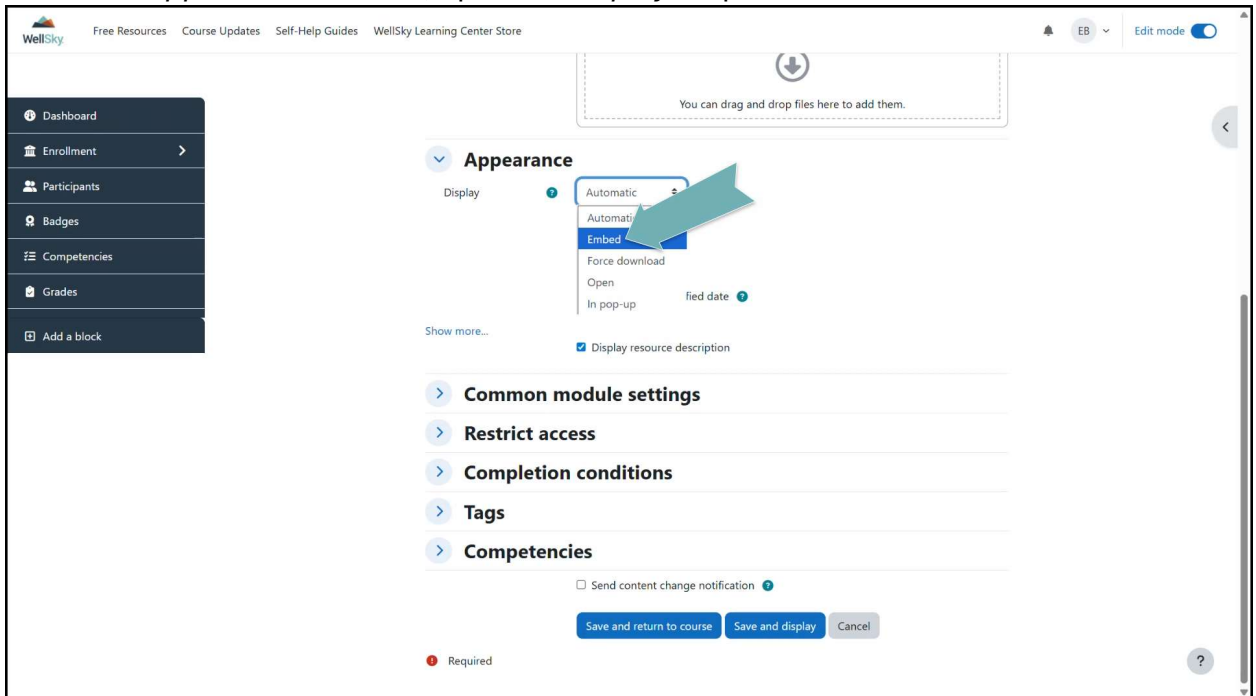 WellSky
Free Resources Course Updates Self-Help Guides WellSky Learning Center Store
EB
Edit mode
You can drag and drop files here to add them.
Dashboard
Enrollment
Participants
Badges
Competencies
Grades
Add a block
Appearance
Display
Automatic
Embed
Force download
Open
In pop-up
fied date
Show more...
Display resource description
Common module settings
Restrict access
Completion conditions
Tags
Competencies
Send content change notification
Save and return to course Save and display Cancel
Required
?